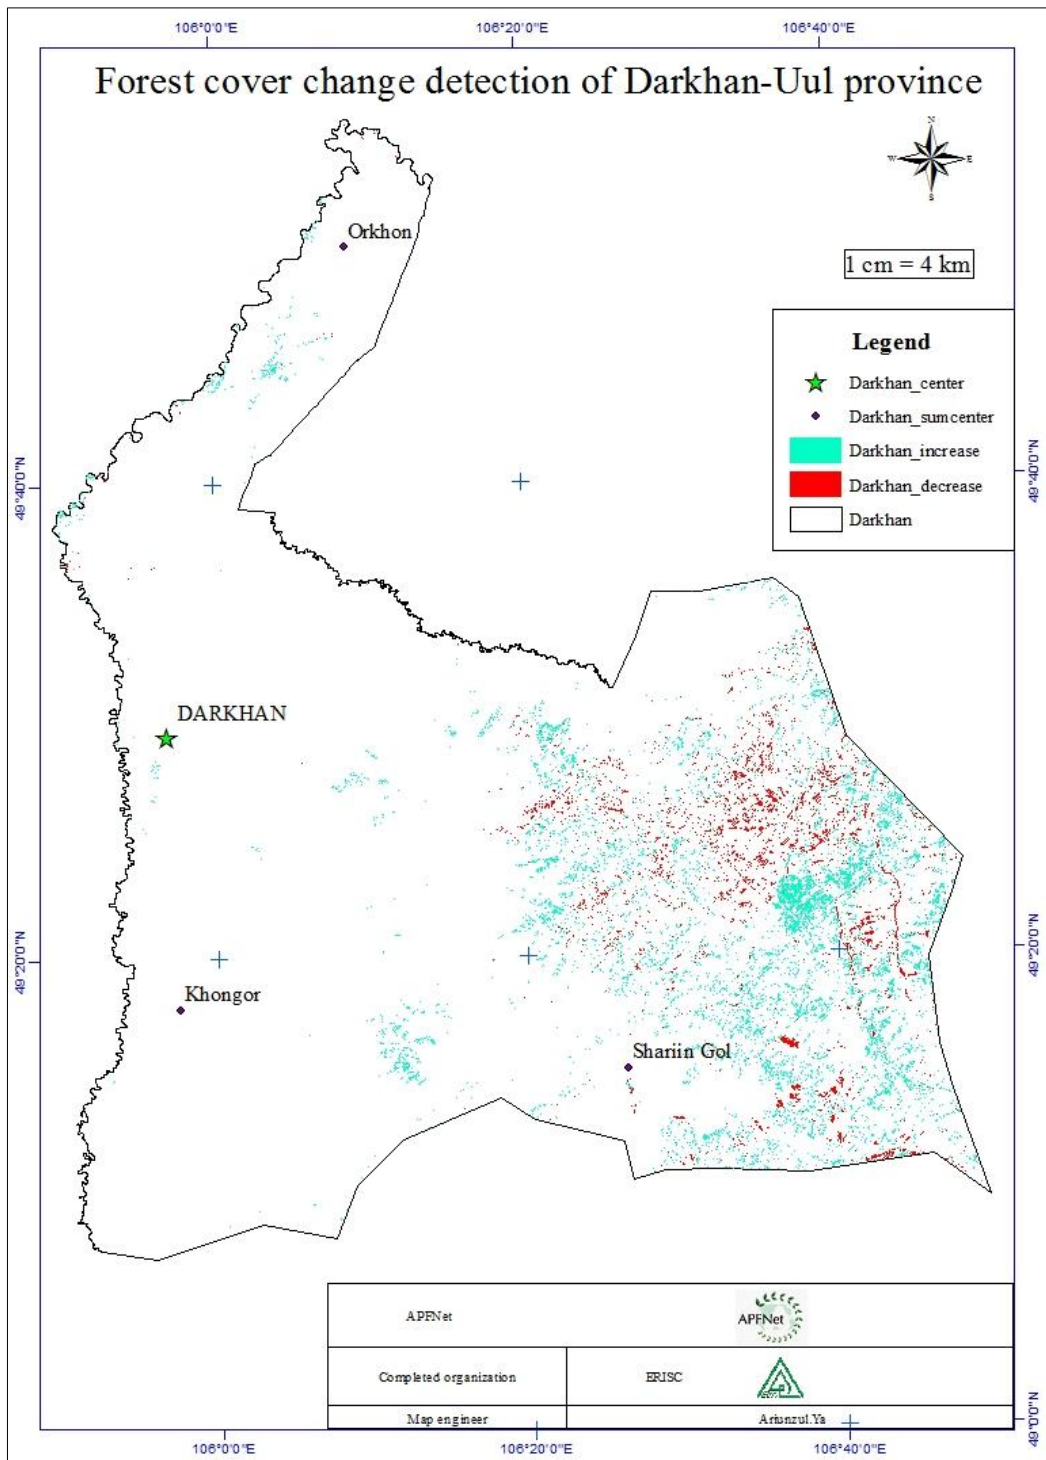 106°0'0"E 106°20'0"E 106°40'0"E
Forest cover change detection of Darkhan-Uul province
N
W E
S
Orkhon
1 cm = 4 km
Legend
Darkhan_center
Darkhan_sumcenter
Darkhan_increase
Darkhan_decrease
Darkhan
49°40'0"N 49°40'0"N
DARKHAN
49°20'0"N 49°20'0"N
Khongor
Shariin Gol
APFNet APFNet
Completed organization ERISC
Map engineer Ariunzul.Ya
49°0'0"N
106°0'0"E 106°20'0"E 106°40'0"E